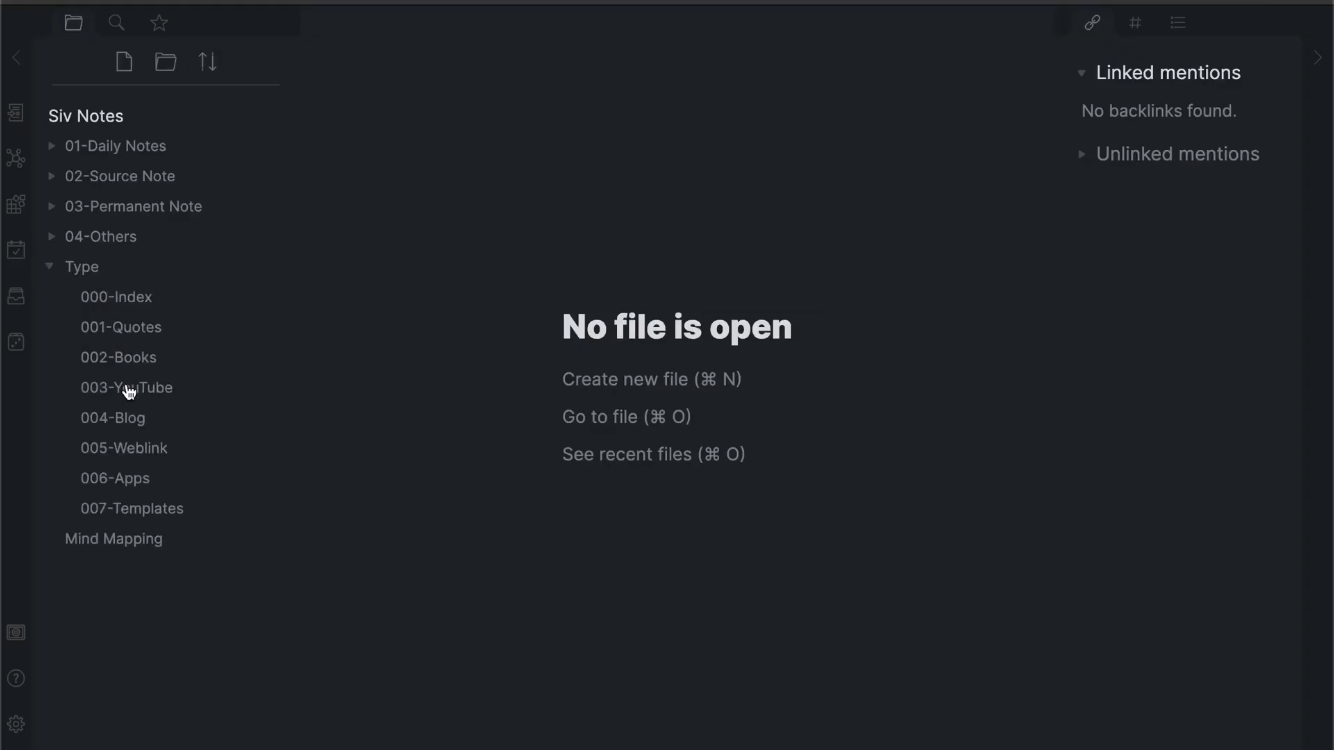 Siv Notes
01-Daily Notes
02-Source Note
03-Permanent Note
04-Others
Type
000-Index
001-Quotes
002-Books
003-YouTube
004-Blog
005-Weblink
006-Apps
007-Templates
Mind Mapping
No file is open
Create new file (⌘ N)
Go to file (⌘ O)
See recent files (⌘ O)
Linked mentions
No backlinks found.
Unlinked mentions